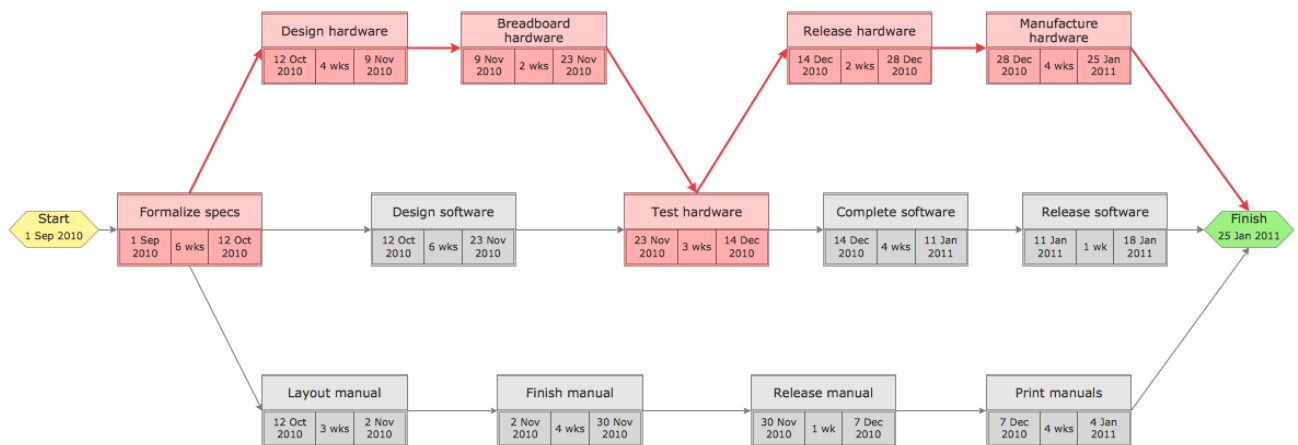 Design hardware
12 Oct 2010
4 wks
9 Nov 2010
Breadboard
hardware
9 Nov 2010
2 wks
23 Nov 2010
Release hardware
14 Dec 2010
2 wks
28 Dec 2010
Manufacture
hardware
28 Dec 2010
4 wks
25 Jan 2011
Start
1 Sep 2010
Formalize specs
1 Sep 2010
6 wks
12 Oct 2010
Design software
12 Oct 2010
6 wks
23 Nov 2010
Test hardware
23 Nov 2010
3 wks
14 Dec 2010
Complete software
14 Dec 2010
4 wks
11 Jan 2011
Release software
11 Jan 2011
1 wk
18 Jan 2011
Finish
25 Jan 2011
Layout manual
12 Oct 2010
3 wks
2 Nov 2010
Finish manual
2 Nov 2010
4 wks
30 Nov 2010
Release manual
30 Nov 2010
1 wk
7 Dec 2010
Print manuals
7 Dec 2010
4 wks
4 Jan 2011